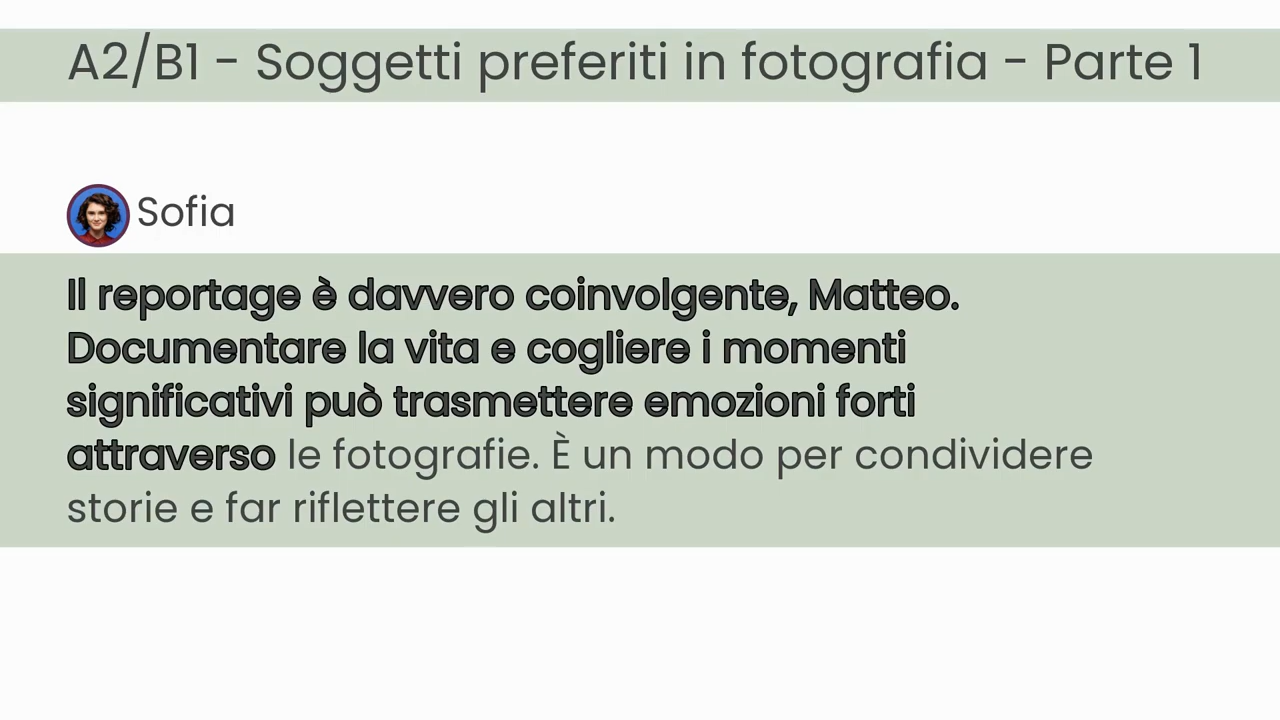 A2/B1 - Soggetti preferiti in fotografia - Parte 1
Sofia
Il reportage è davvero coinvolgente, Matteo.
Documentare la vita e cogliere i momenti
significativi può trasmettere emozioni forti
attraverso le fotografie. È un modo per condividere
storie e far riflettere gli altri.